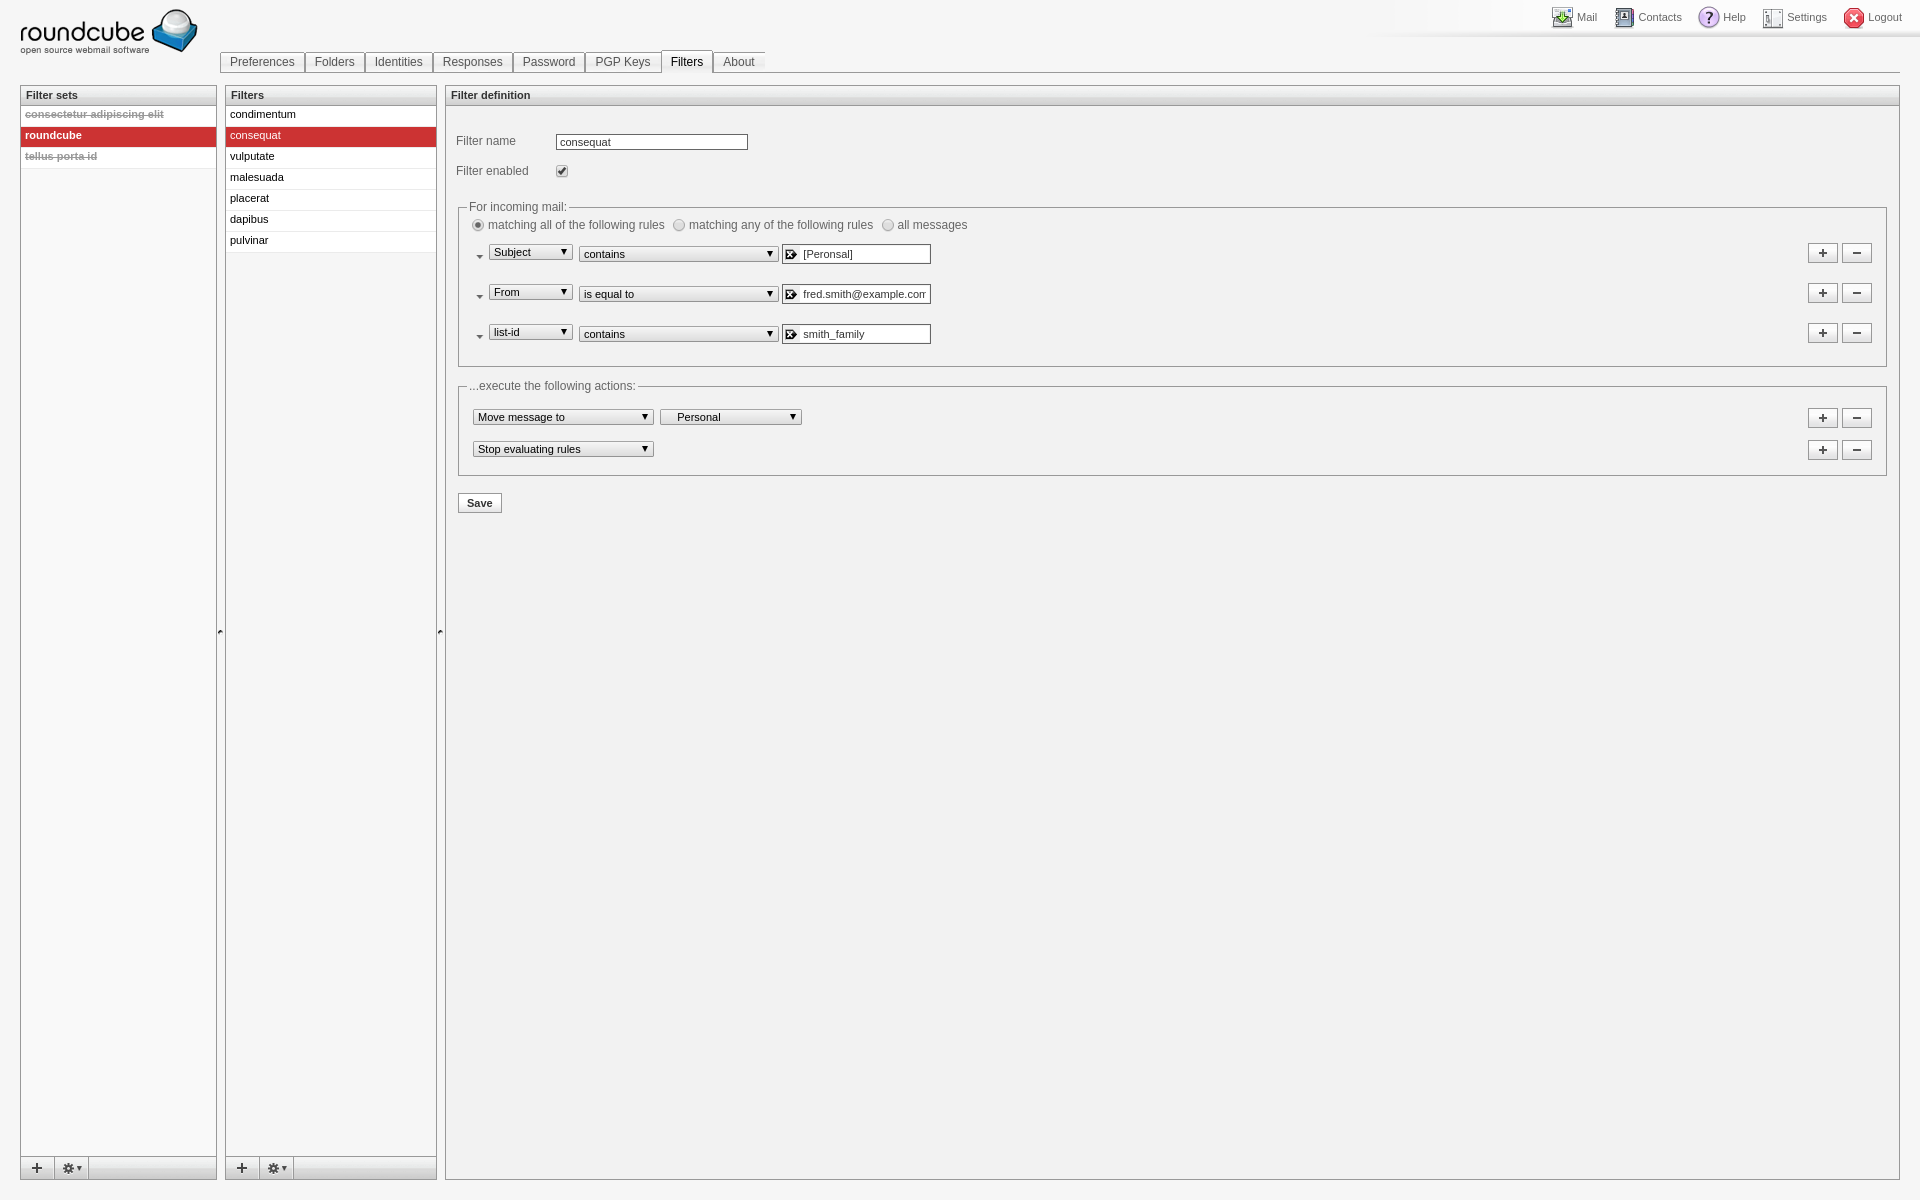 roundcube
open source webmail software
Mail Contacts Help Settings Logout
Preferences Folders Identities Responses Password PGP Keys Filters About
Filter sets
consectetur adipiscing elit
roundcube
tellus porta id
Filters
condimentum
consequat
vulputate
malesuada
placerat
dapibus
pulvinar
Filter definition
Filter name consequat
Filter enabled
For incoming mail:
matching all of the following rules matching any of the following rules all messages
Subject contains [Peronsal]
From is equal to fred.smith@example.com
list-id contains smith_family
...execute the following actions:
Move message to Personal
Stop evaluating rules
Save